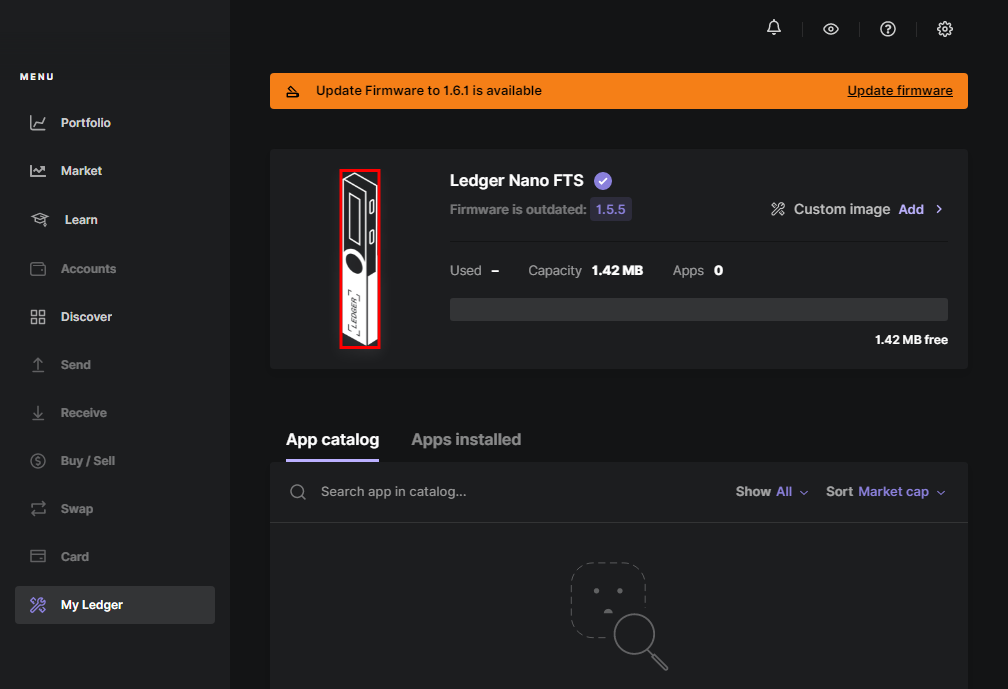 MENU
Portfolio
Market
Learn
Accounts
Discover
Send
Receive
Buy / Sell
Swap
Card
My Ledger
Update Firmware to 1.6.1 is available
Update firmware
LEDGER
Ledger Nano FTS
Firmware is outdated: 1.5.5
Custom image Add
Used – Capacity 1.42 MB Apps 0
1.42 MB free
App catalog Apps installed
Search app in catalog...
Show All Sort Market cap